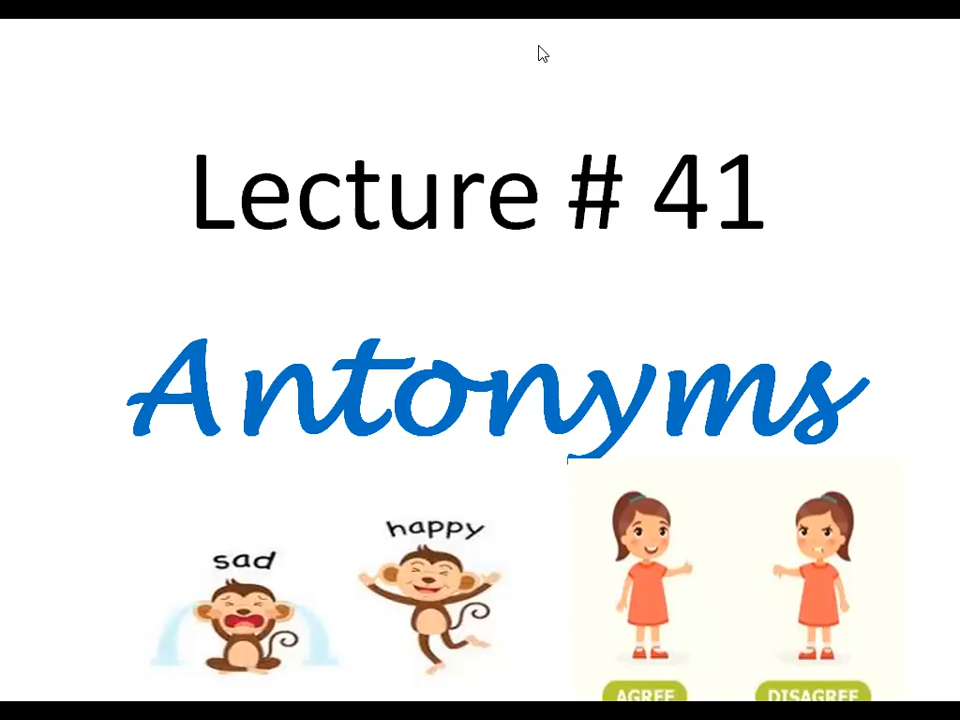 Lecture # 41
Antonyms
sad
happy
AGREE
DISAGREE